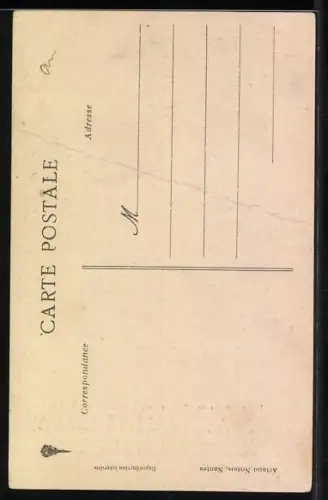 CARTE POSTALE
Correspondance
Adresse
M
Reproduction interdite
Artaud-Nozais, Nantes